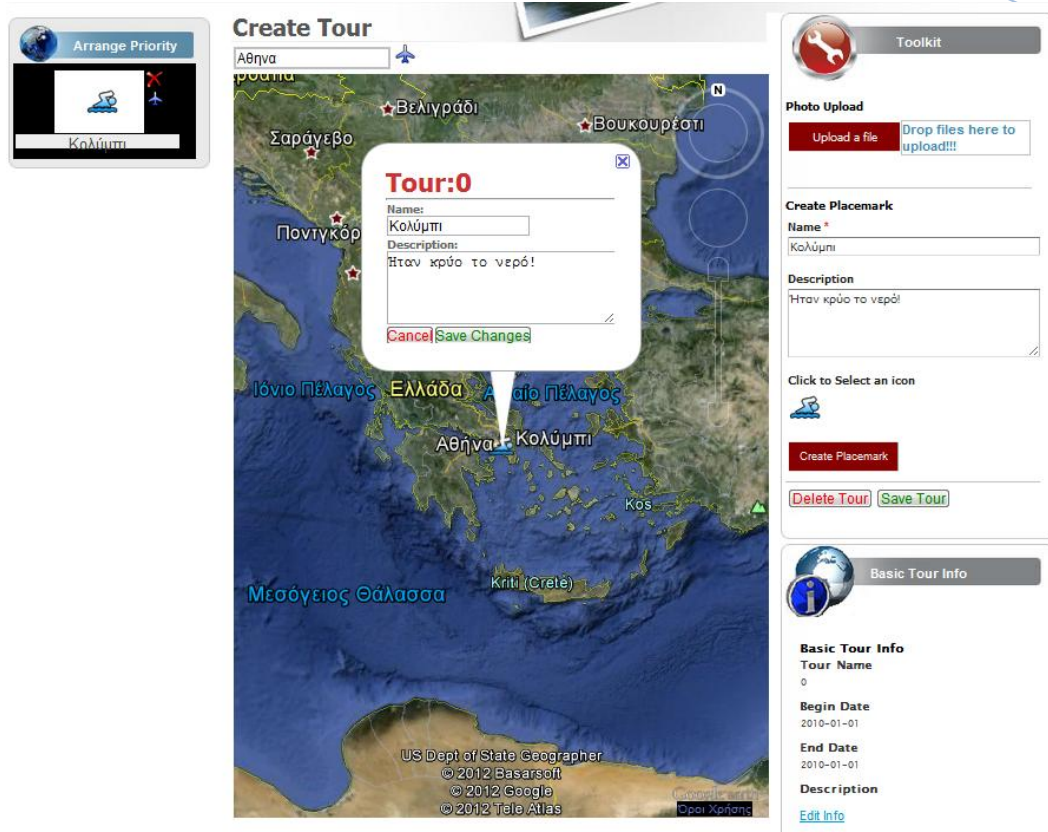 Arrange Priority
Κολύμπι
Create Tour
Αθηνα
Βελιγράδι
Βουκουρέστι
Σαράγεβο
N
Ποντγκόρ
Tour:0
Name:
Κολύμπι
Description:
Ήταν κρύο το νερό!
Cancel Save Changes
Ιόνιο Πέλαγος
Ελλάδα
Πέλαγος
Αθήνα
Κολύμπι
Kos
Kriti (Crete)
Μεσόγειος Θάλασσα
US Dept of State Geographer
© 2012 Basarsoft
© 2012 Google
© 2012 Tele Atlas
Google earth
Όροι Χρήσης
Toolkit
Photo Upload
Upload a file
Drop files here to
upload!!!
Create Placemark
Name *
Κολύμπι
Description
Ήταν κρύο το νερό!
Click to Select an icon
Create Placemark
Delete Tour Save Tour
Basic Tour Info
Basic Tour Info
Tour Name
0
Begin Date
2010-01-01
End Date
2010-01-01
Description
Edit Info